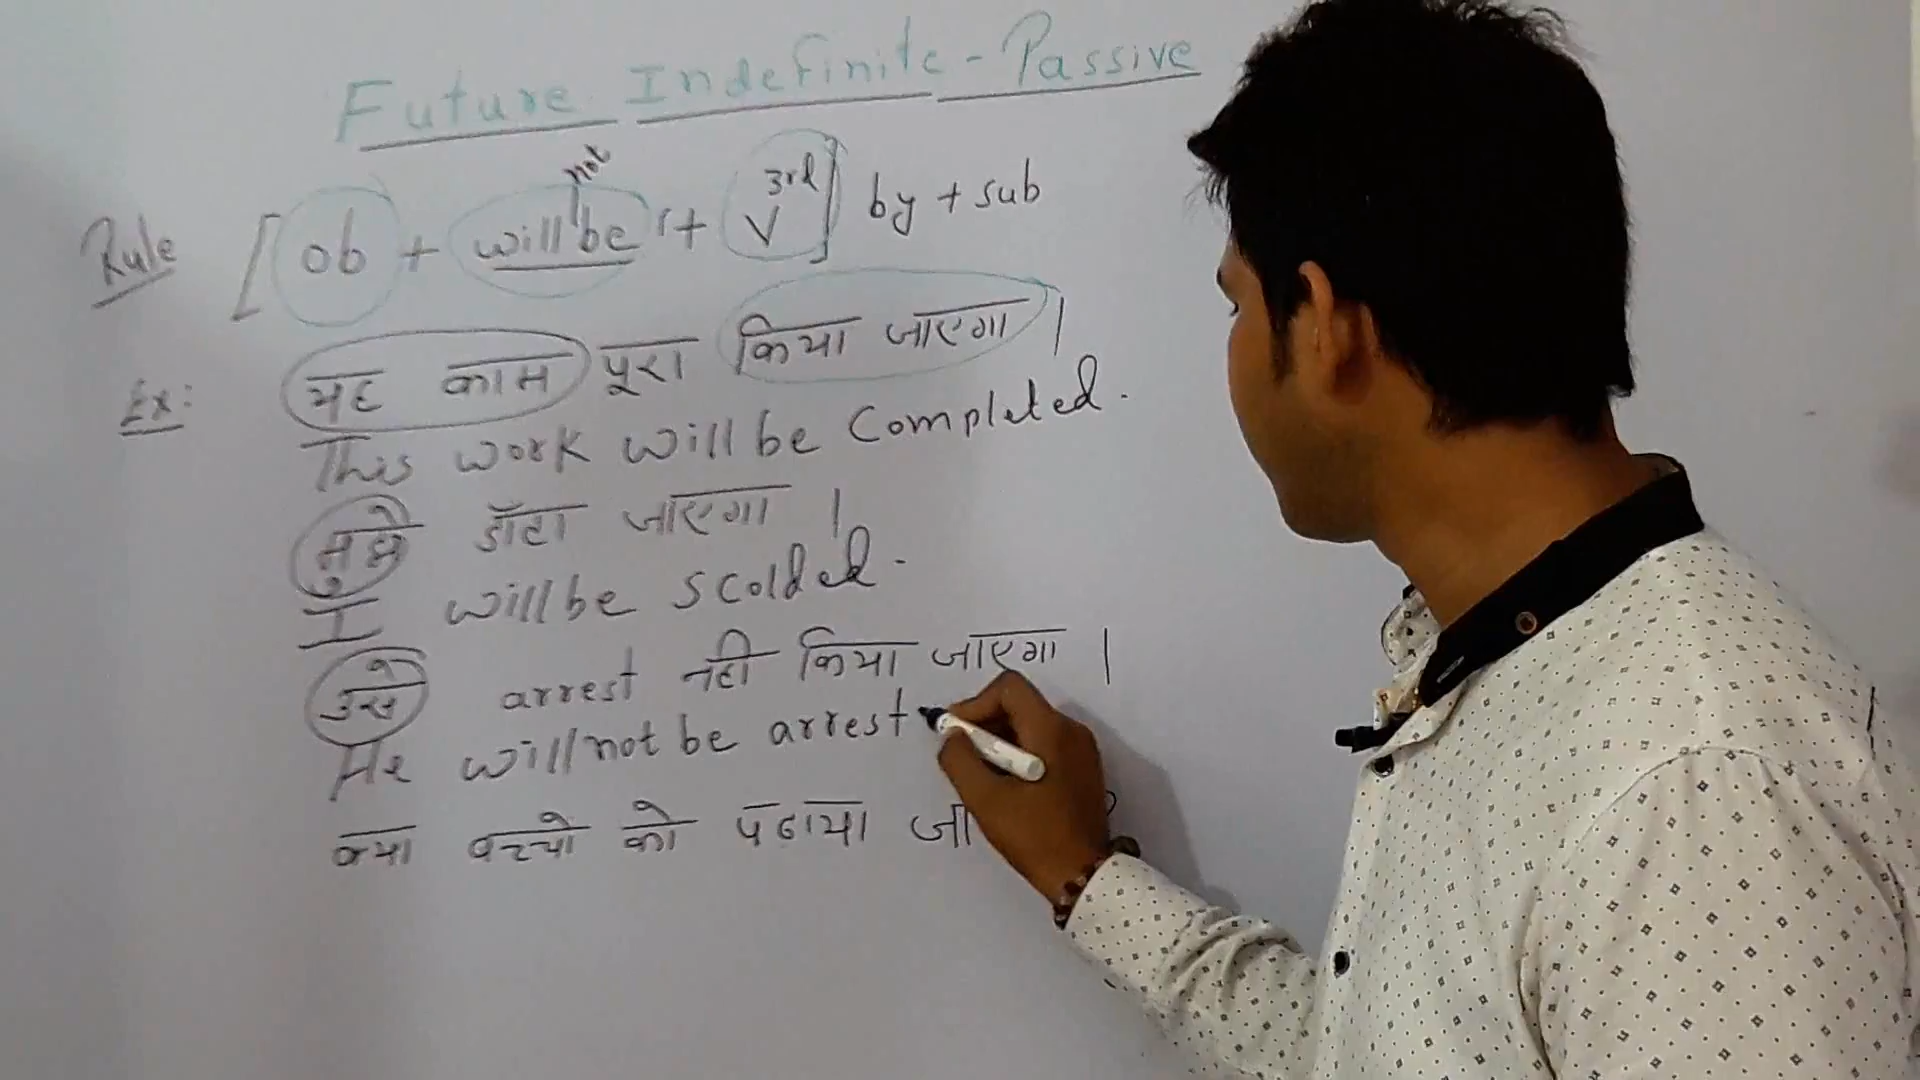 Future Indefinite - Passive
not
Rule [ob + will be + V 3rd] by + sub
Ex: यह काम पूरा किया जाएगा |
This work will be completed.
मुझे डाँटा जाएगा |
I will be scolded.
उसे arrest नही किया जाएगा |
He will not be arrest
क्या बच्चो को पढाया जा ?